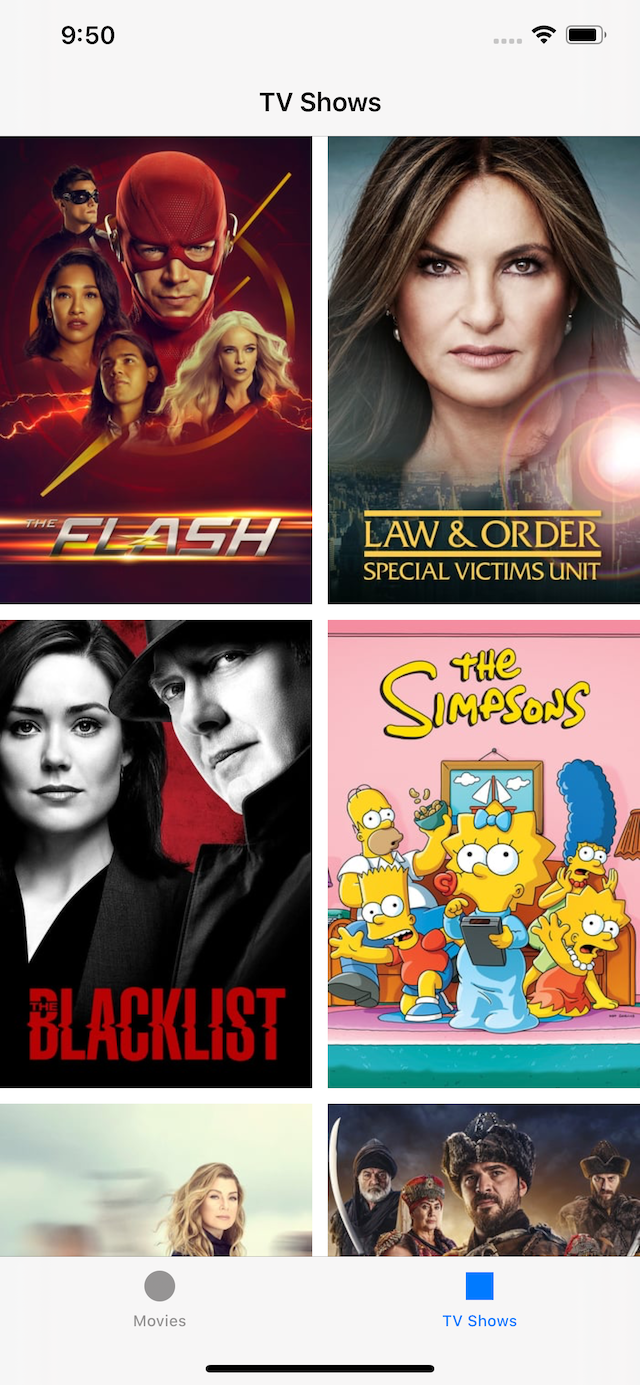 9:50
TV Shows
THE FLASH
LAW & ORDER
SPECIAL VICTIMS UNIT
THE
BLACKLIST
THE
SIMPSONS
Movies
TV Shows